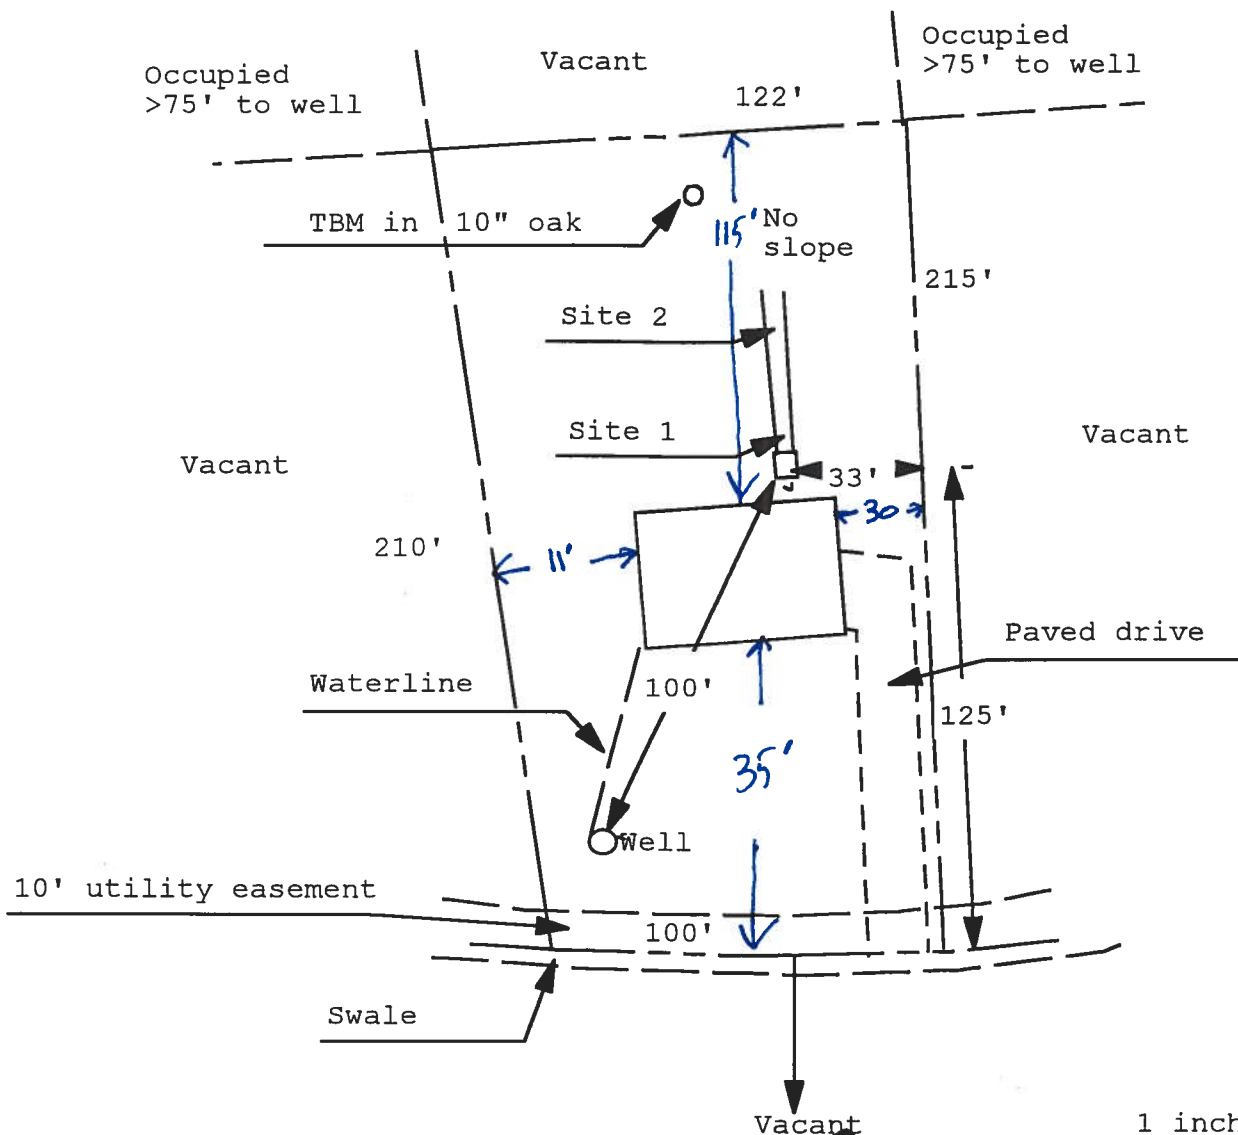 Occupied
>75' to well
Vacant
Occupied
>75' to well
122'
TBM in 10" oak
115'
No
slope
215'
Site 2
Site 1
Vacant
Vacant
33'
30
210'
11'
Paved drive
Waterline
100'
125'
35'
Well
10' utility easement
100'
Swale
Vacant
1 inch